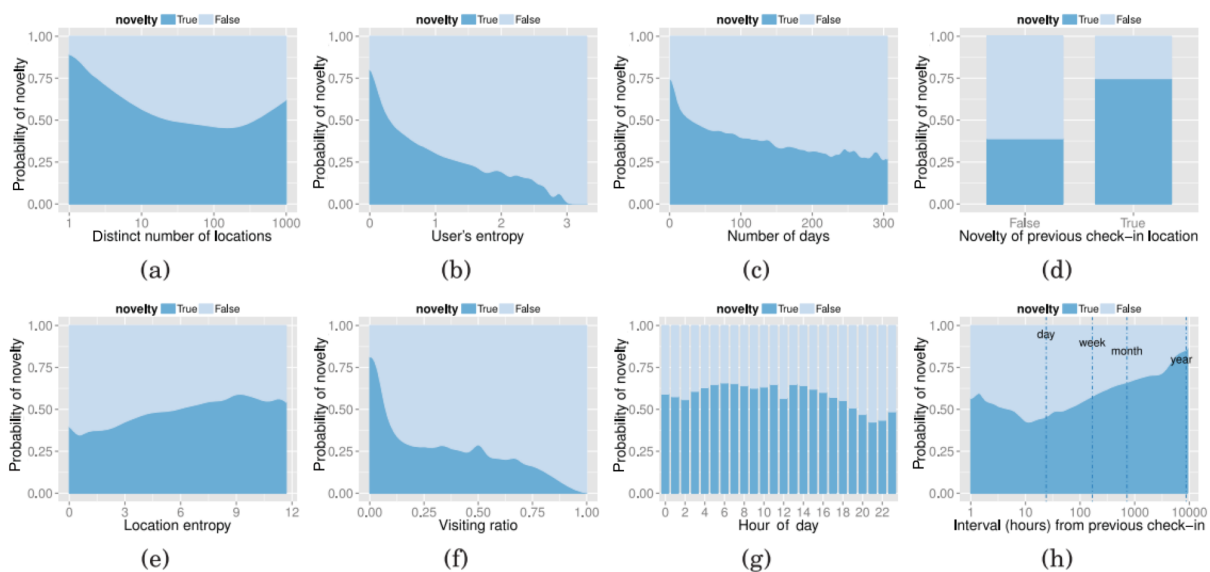 novelty True False
1.00
0.75
0.50
0.25
0.00
Probability of novelty
1 10 100 1000
Distinct number of locations
(a)
novelty True False
1.00
0.75
0.50
0.25
0.00
Probability of novelty
0 1 2 3
User's entropy
(b)
novelty True False
1.00
0.75
0.50
0.25
0.00
Probability of novelty
0 100 200 300
Number of days
(c)
novelty True False
1.00
0.75
0.50
0.25
0.00
Probability of novelty
False True
Novelty of previous check-in location
(d)
novelty True False
1.00
0.75
0.50
0.25
0.00
Probability of novelty
0 3 6 9 12
Location entropy
(e)
novelty True False
1.00
0.75
0.50
0.25
0.00
Probability of novelty
0.00 0.25 0.50 0.75 1.00
Visiting ratio
(f)
novelty True False
1.00
0.75
0.50
0.25
0.00
Probability of novelty
0 2 4 6 8 10 12 14 16 18 20 22
Hour of day
(g)
novelty True False
1.00
0.75
0.50
0.25
0.00
Probability of novelty
day
week
month
year
1 10 100 1000 10000
Interval (hours) from previous check-in
(h)